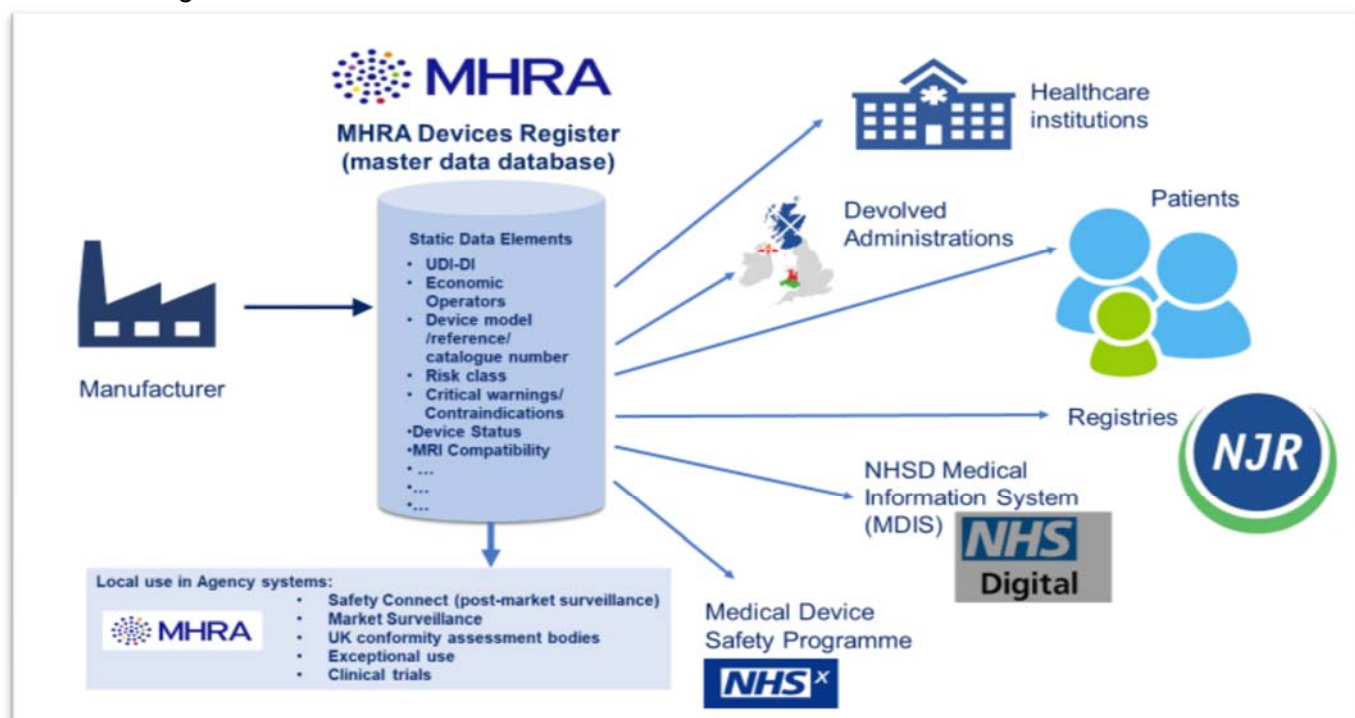 MHRA
MHRA Devices Register
(master data database)
Static Data Elements
• UDI-DI
• Economic
Operators
• Device model
/reference/
catalogue number
• Risk class
• Critical warnings/
Contraindications
•Device Status
•MRI Compatibility
• ...
•...
•...
Manufacturer
Healthcare
institutions
Devolved
Administrations
Patients
Registries
NJR
NHSD Medical
Information System
(MDIS)
NHS
Digital
Medical Device
Safety Programme
NHS X
Local use in Agency systems:
MHRA
• Safety Connect (post-market surveillance)
• Market Surveillance
• UK conformity assessment bodies
• Exceptional use
• Clinical trials